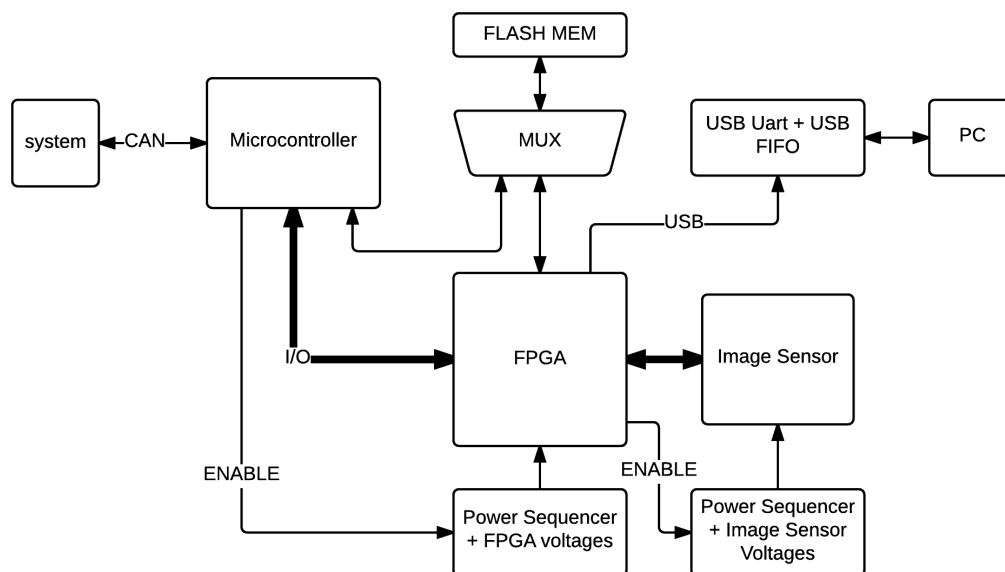 FLASH MEM
system
CAN
Microcontroller
MUX
USB Uart + USB
FIFO
PC
USB
I/O
FPGA
Image Sensor
ENABLE
ENABLE
Power Sequencer
+ FPGA voltages
Power Sequencer
+ Image Sensor
Voltages